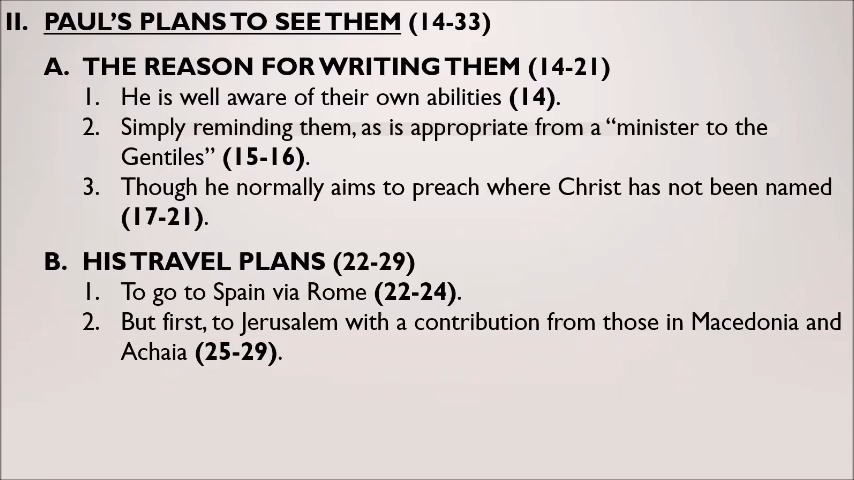 II. PAUL'S PLANS TO SEE THEM (14-33)
A. THE REASON FOR WRITING THEM (14-21)
1. He is well aware of their own abilities (14).
2. Simply reminding them, as is appropriate from a "minister to the
Gentiles" (15-16).
3. Though he normally aims to preach where Christ has not been named
(17-21).
B. HIS TRAVEL PLANS (22-29)
1. To go to Spain via Rome (22-24).
2. But first, to Jerusalem with a contribution from those in Macedonia and
Achaia (25-29).